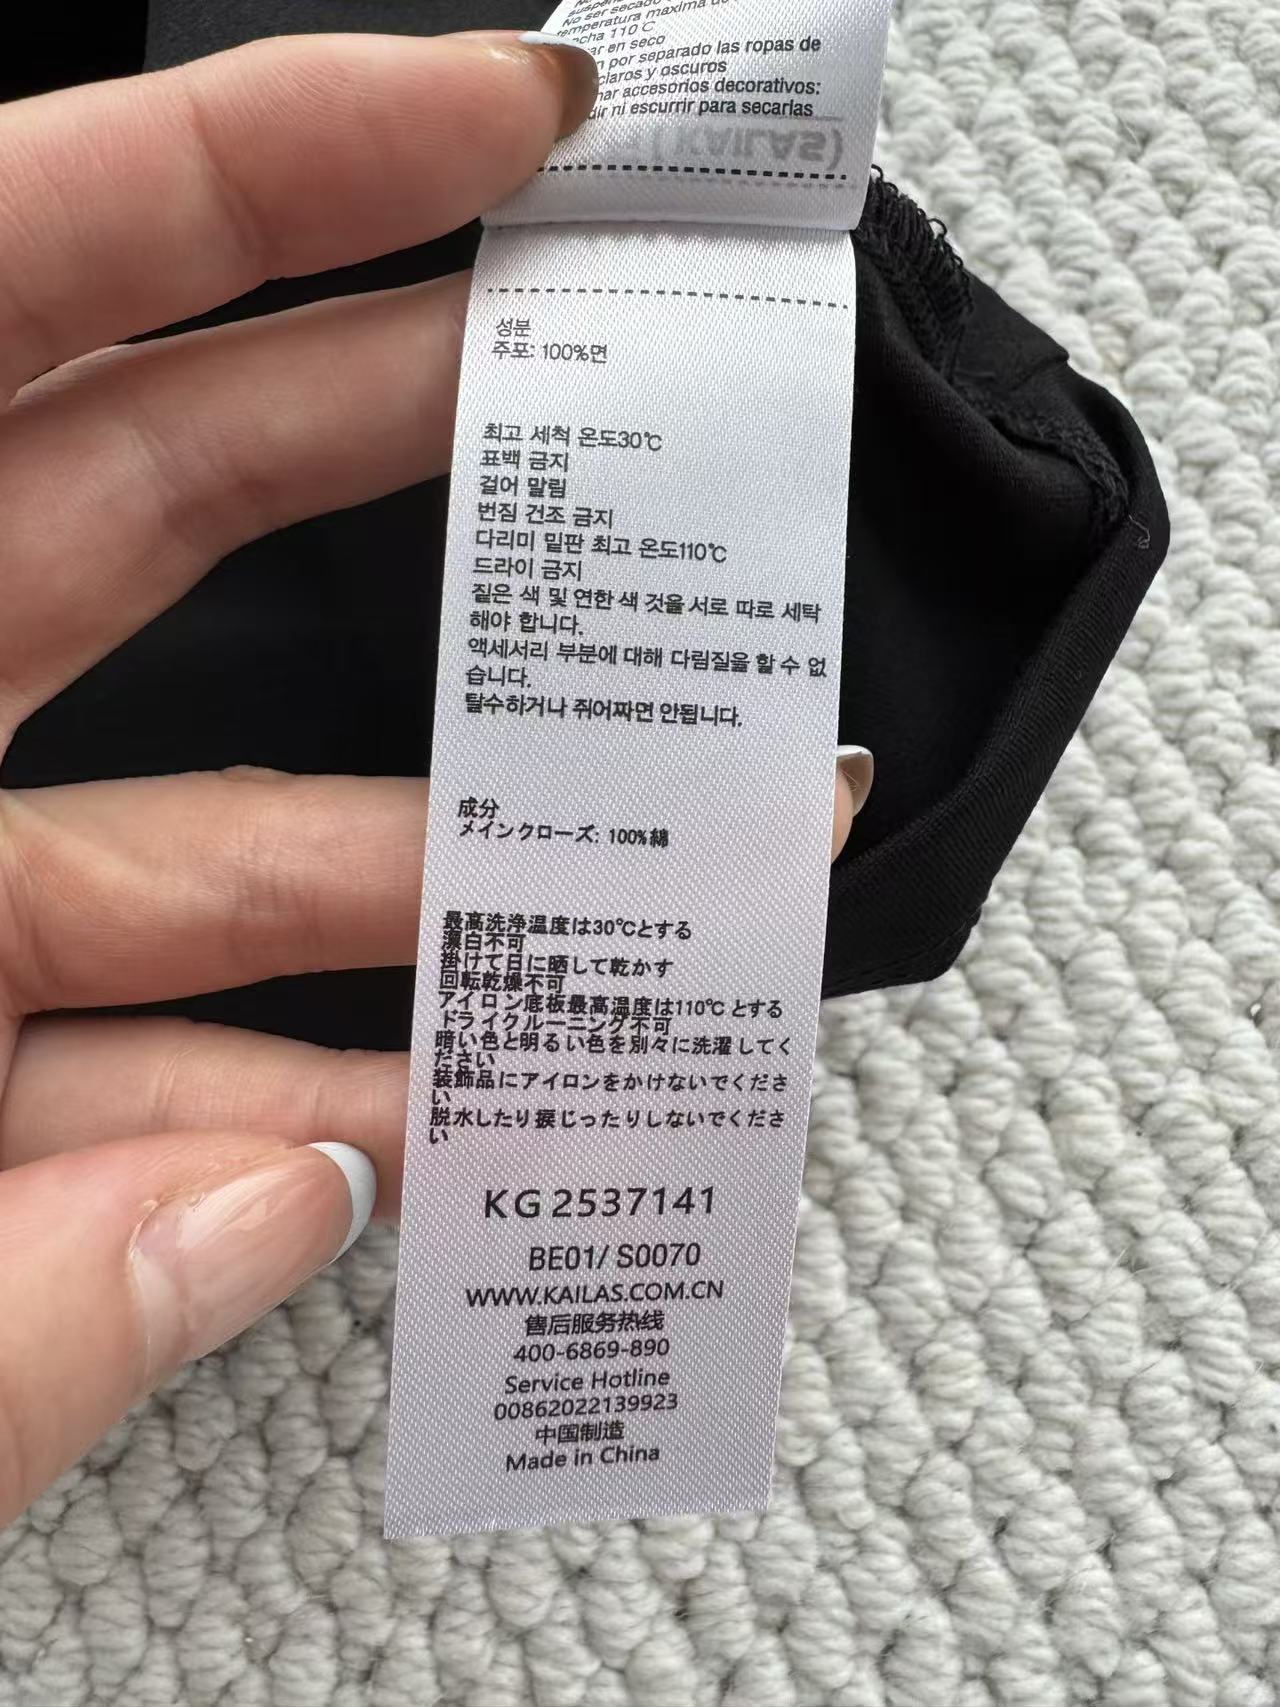 No ser secado
temperatura maxima de
110 C
en seco
por separado las ropas de
claros y oscuros
accesorios decorativos:
ni escurrir para secarlas
(KAILAS)
성분
주포: 100%면
최고 세척 온도30℃
표백 금지
걸어 말림
번짐 건조 금지
다리미 밑판 최고 온도110℃
드라이 금지
짙은 색 및 연한 색 것을 서로 따로 세탁
해야 합니다.
액세서리 부분에 대해 다림질을 할 수 없
습니다.
탈수하거나 쥐어짜면 안됩니다.
成分
メインクローズ: 100%綿
最高洗浄温度は30℃とする
漂白不可
掛けて日に晒して乾かす
回転乾燥不可
アイロン底板最高温度は110℃とする
ドライクルーニング不可
暗い色と明るい色を別々に洗濯してく
ださい
装飾品にアイロンをかけないでくださ
い
脱水したり捩じったりしないでくださ
い
KG2537141
BE01/ S0070
WWW.KAILAS.COM.CN
售后服务热线
400-6869-890
Service Hotline
00862022139923
中国制造
Made in China